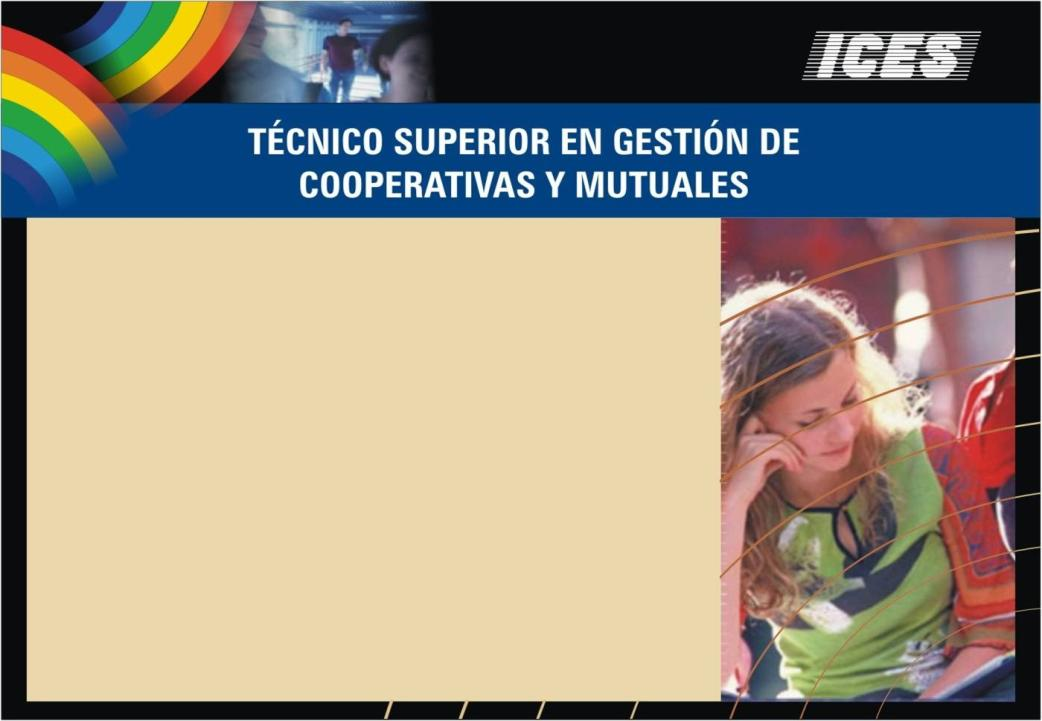 ICES
TÉCNICO SUPERIOR EN GESTIÓN DE
COOPERATIVAS Y MUTUALES